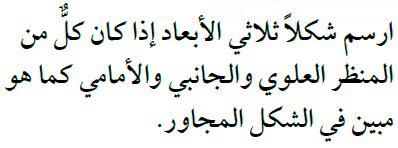 ارسم شكلاً ثلاثي الأبعاد إذا كان كلٌّ من
المنظر العلوي والجانبي والأمامي كما هو
مبين في الشكل المجاور.